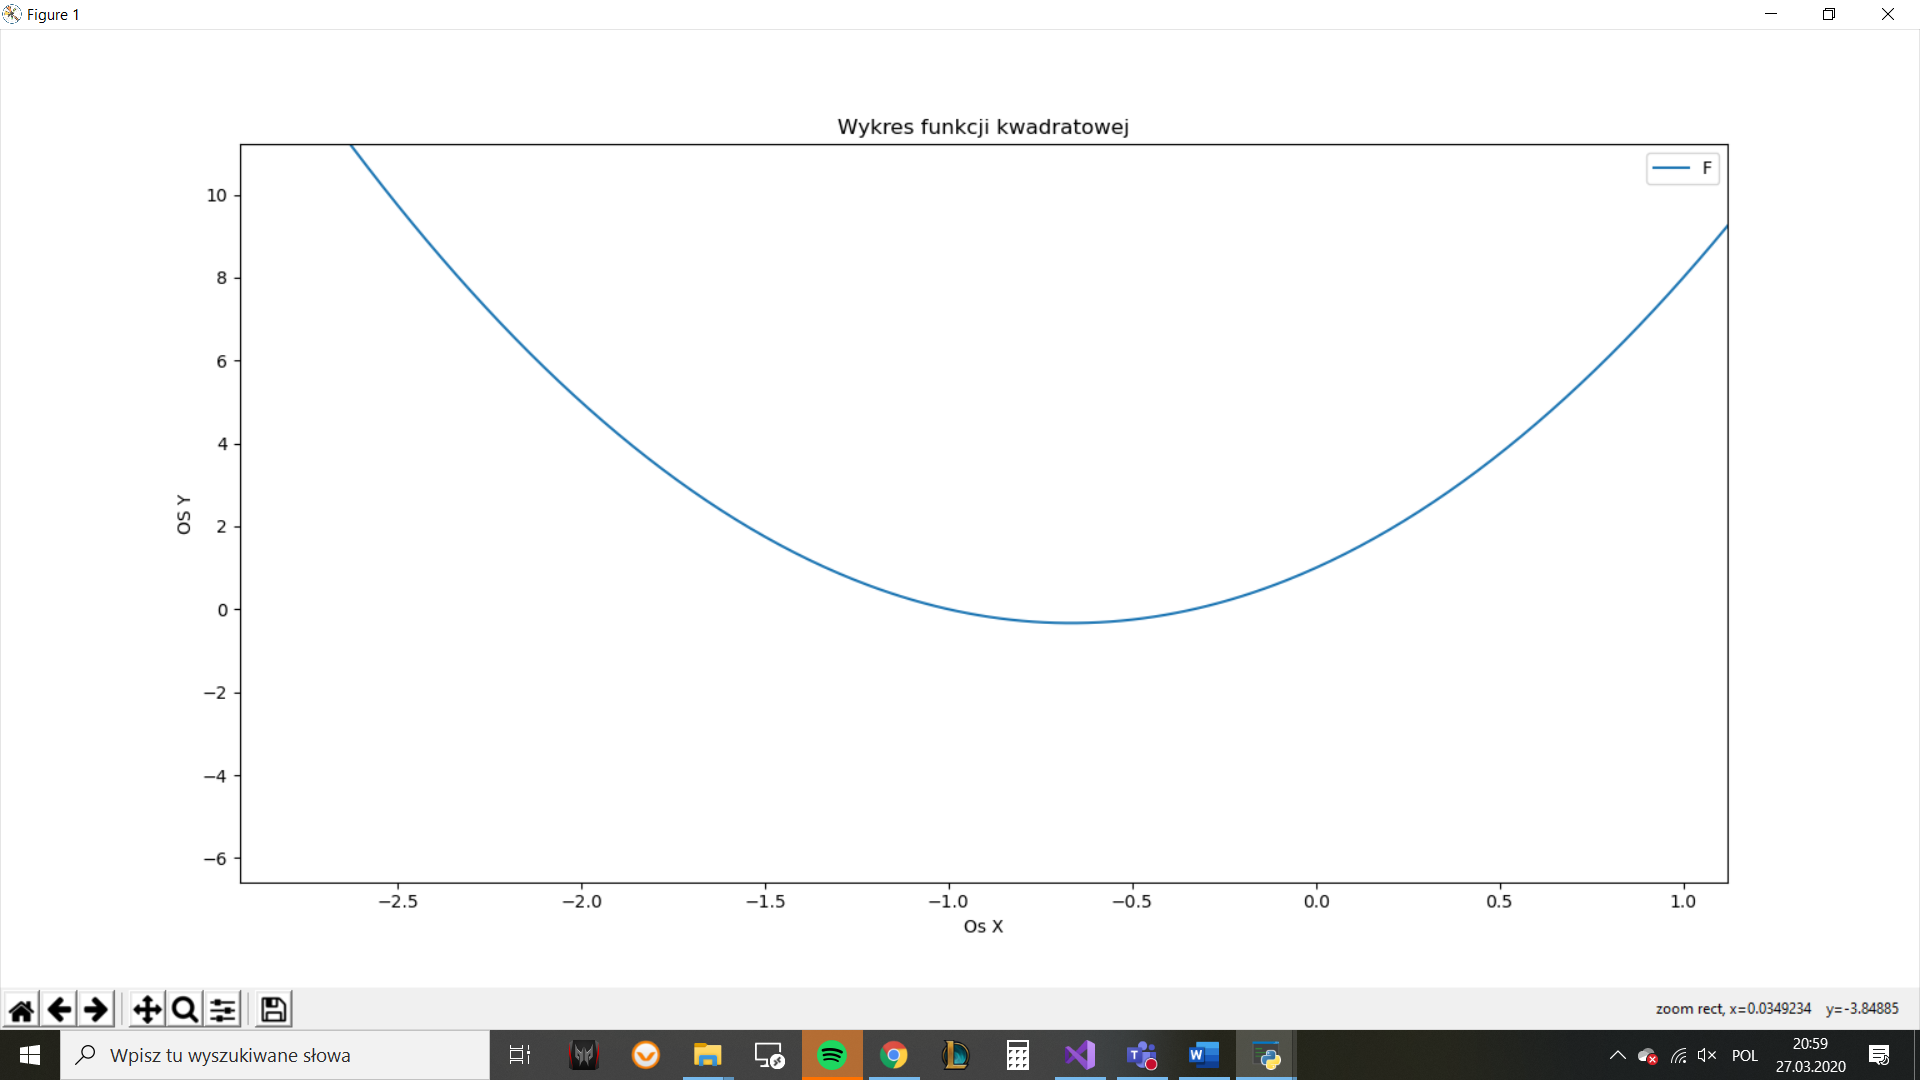 Figure 1
Wykres funkcji kwadratowej
F
10
8
6
4
2
0
−2
−4
−6
OS Y
−2.5 −2.0 −1.5 −1.0 −0.5 0.0 0.5 1.0
Os X
zoom rect, x=0.0349234 y=-3.84885
Wpisz tu wyszukiwane słowa
POL
20:59
27.03.2020